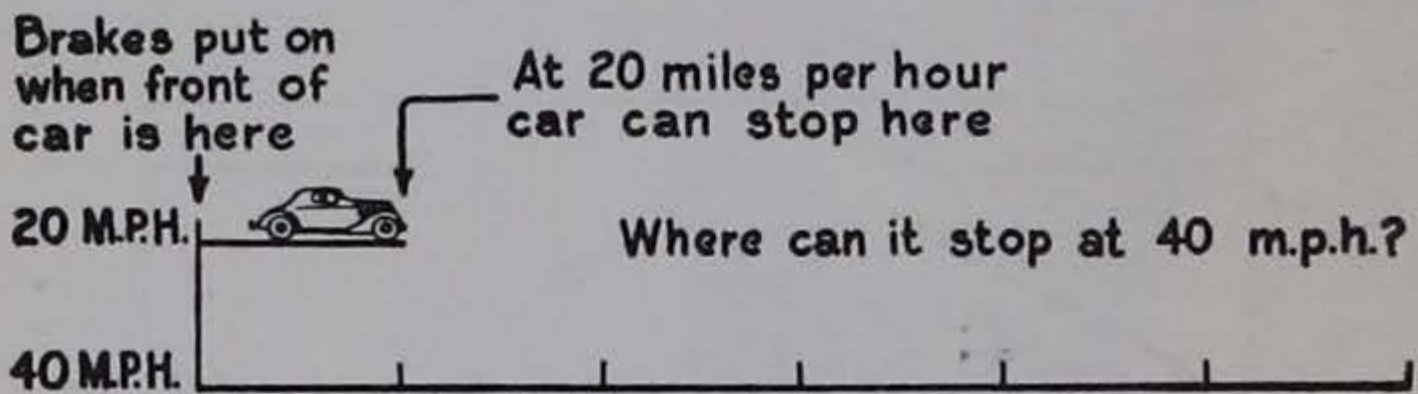 Brakes put on
when front of
car is here
At 20 miles per hour
car can stop here
20 M.P.H.
Where can it stop at 40 m.p.h.?
40 M.P.H.